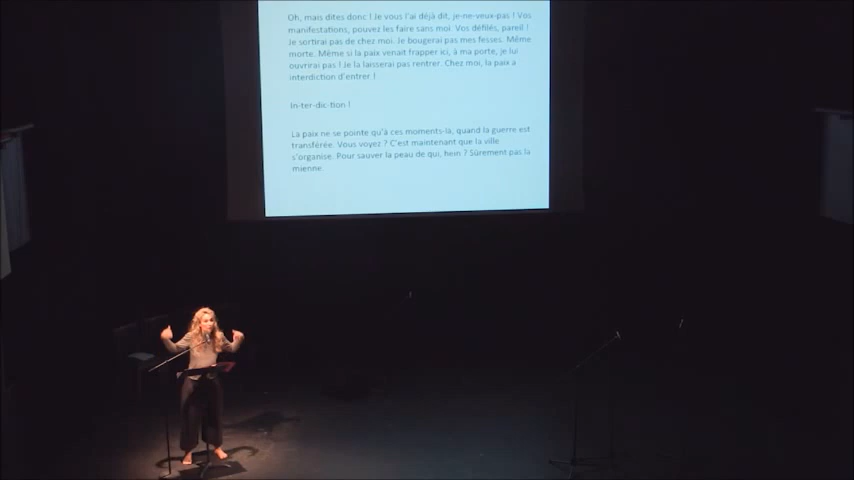 Oh, mais dites donc ! Je vous l'ai déjà dit, je-ne-veux-pas ! Vos
manifestations, pouvez les faire sans moi. Vos défilés, pareil !
Je sortirai pas de chez moi. Je bougerai pas mes fesses. Même
morte. Même si la paix venait frapper ici, à ma porte, je lui
ouvrirai pas ! Je la laisserai pas rentrer. Chez moi, la paix a
interdiction d'entrer !
In-ter-dic-tion !
La paix ne se pointe qu'à ces moments-là, quand la guerre est
transférée. Vous voyez ? C'est maintenant que la ville
s'organise. Pour sauver la peau de qui, hein ? Sûrement pas la
mienne.